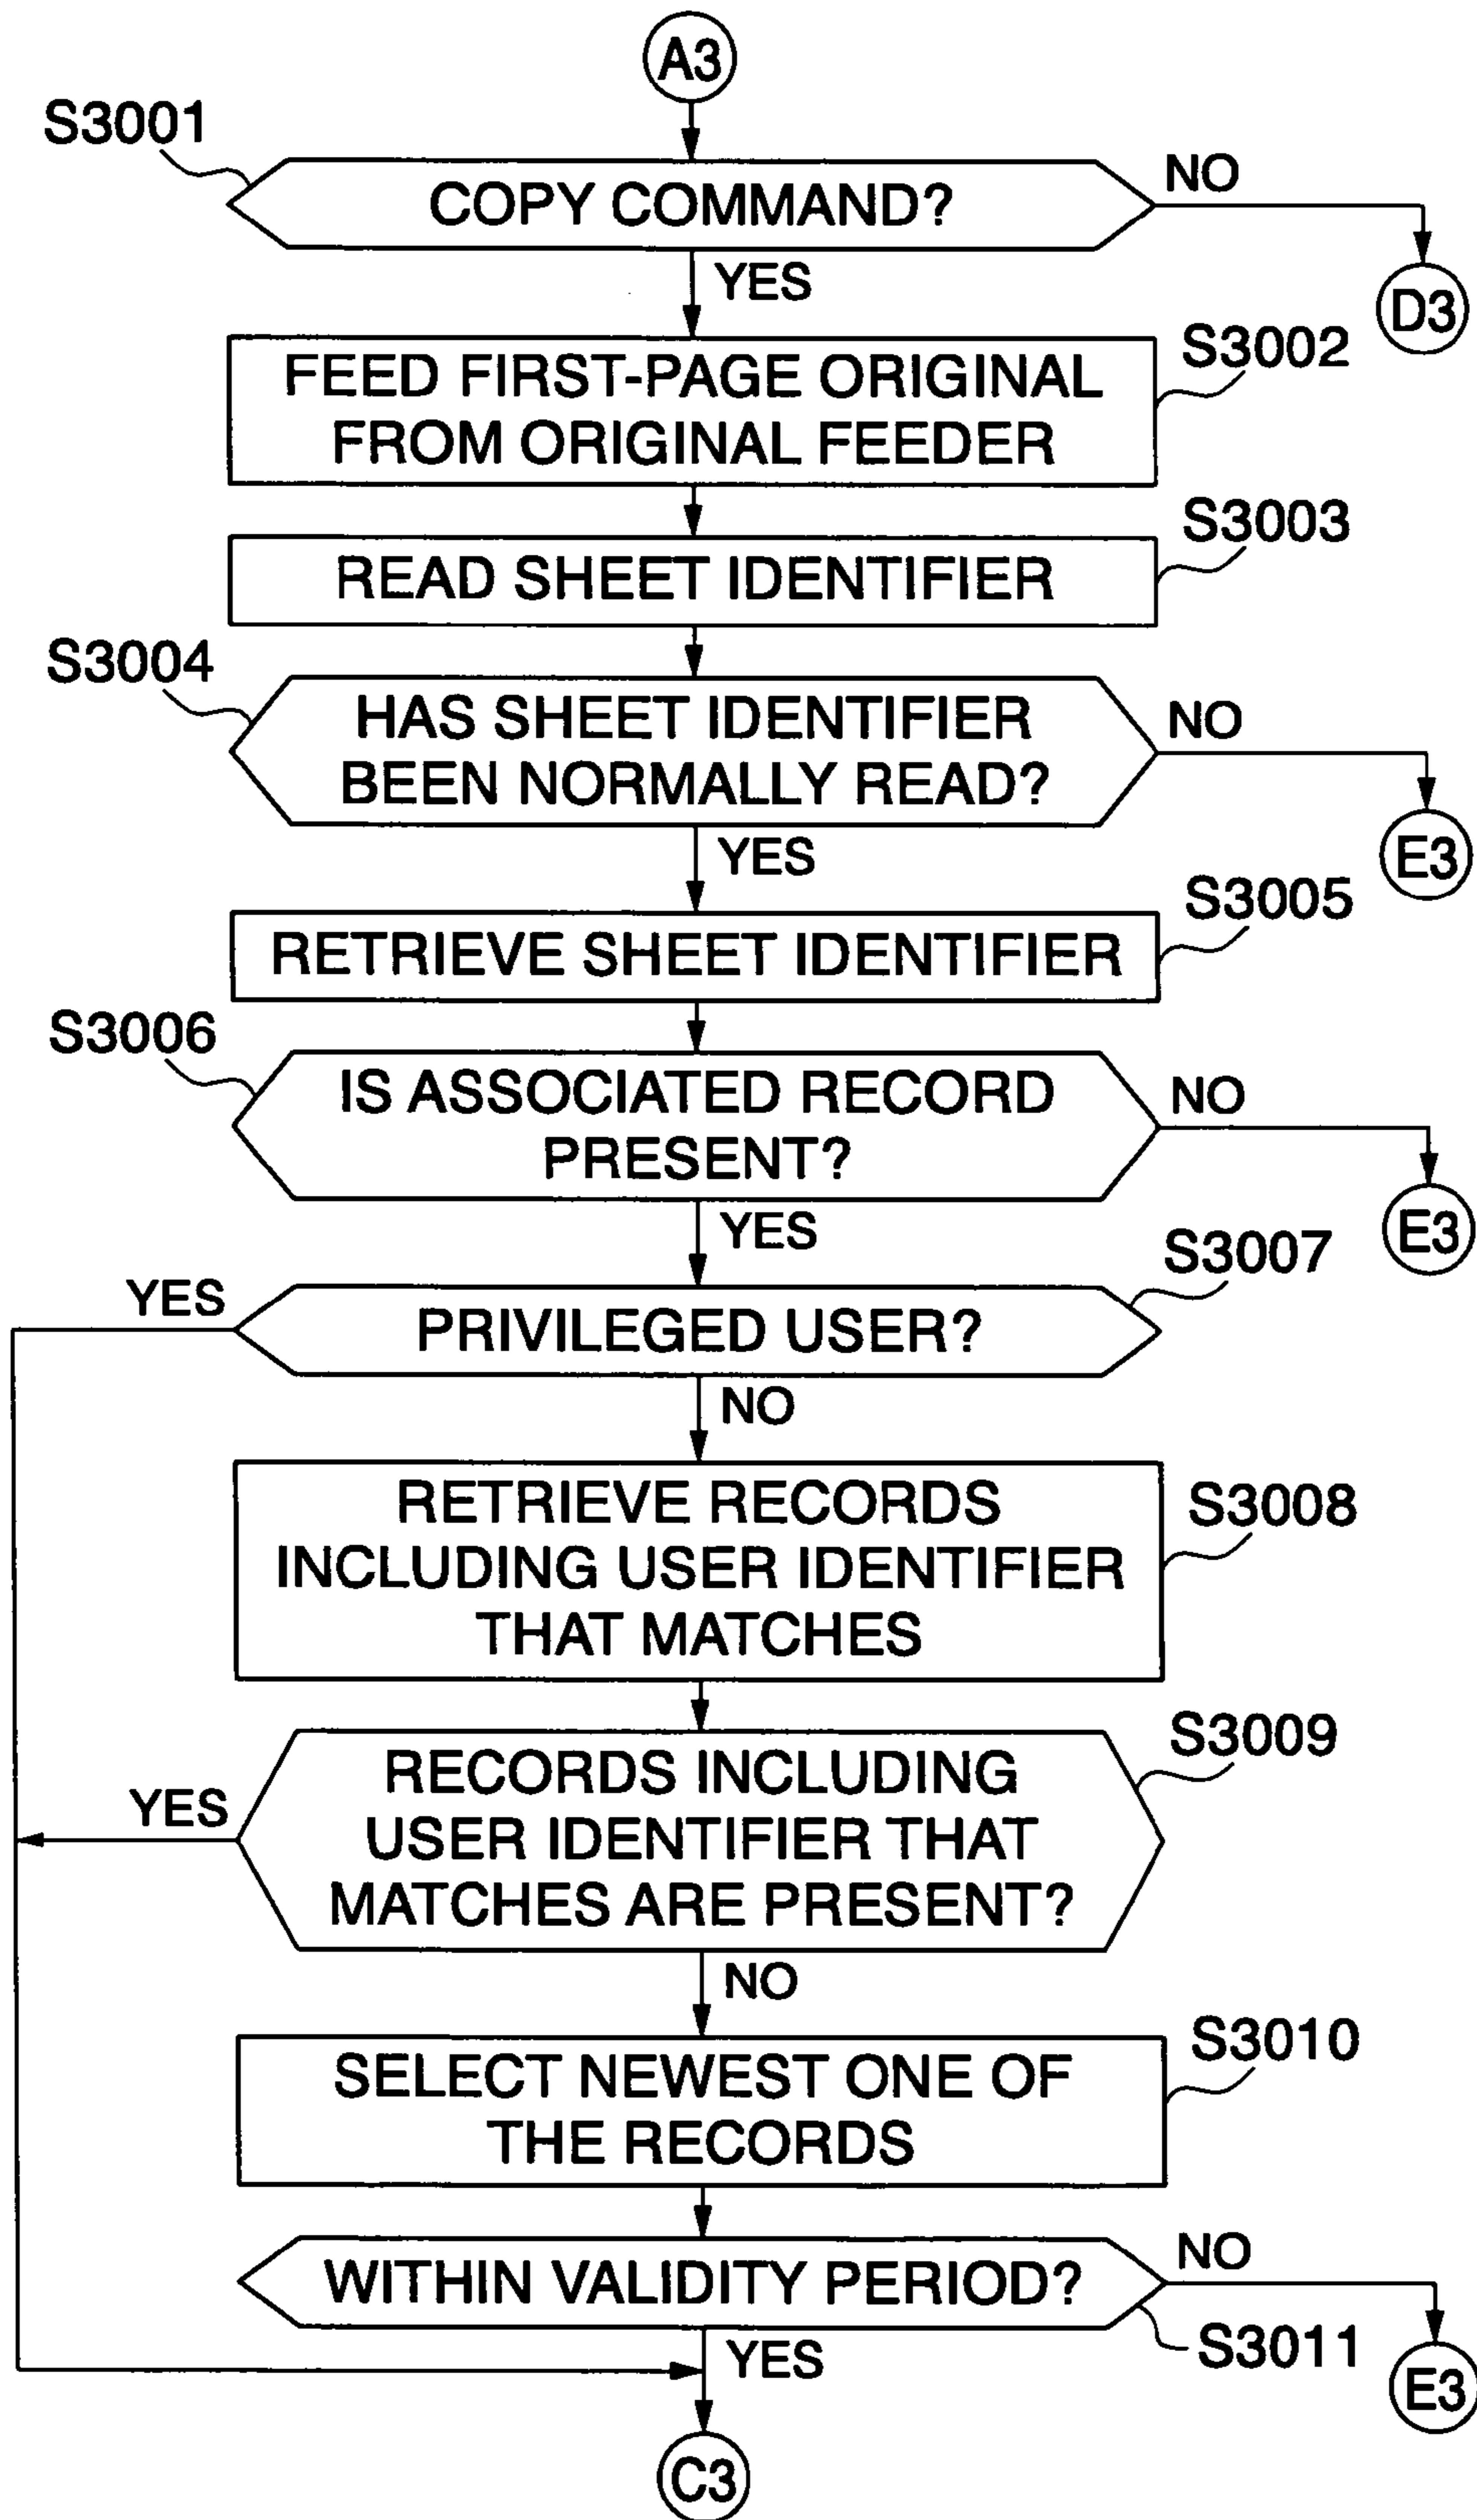 A3
S3001
COPY COMMAND?
NO
D3
YES
S3002
FEED FIRST-PAGE ORIGINAL
FROM ORIGINAL FEEDER
S3003
READ SHEET IDENTIFIER
S3004
HAS SHEET IDENTIFIER
BEEN NORMALLY READ?
NO
E3
YES
S3005
RETRIEVE SHEET IDENTIFIER
S3006
IS ASSOCIATED RECORD
PRESENT?
NO
E3
YES
S3007
YES
PRIVILEGED USER?
NO
S3008
RETRIEVE RECORDS
INCLUDING USER IDENTIFIER
THAT MATCHES
S3009
YES
RECORDS INCLUDING
USER IDENTIFIER THAT
MATCHES ARE PRESENT?
NO
S3010
SELECT NEWEST ONE OF
THE RECORDS
WITHIN VALIDITY PERIOD?
NO
S3011
E3
YES
C3